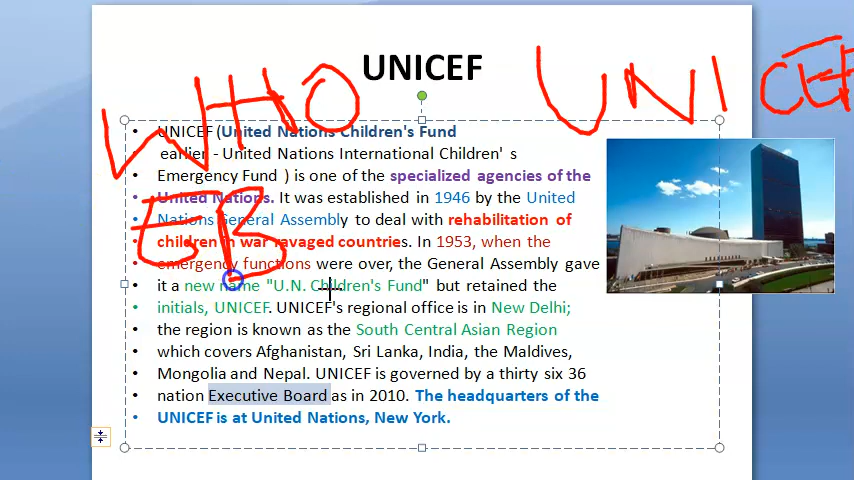 UNICEF
WHO
UNICEF
UNICEF (United Nations Children's Fund
earlier - United Nations International Children' s
Emergency Fund ) is one of the specialized agencies of the
United Nations. It was established in 1946 by the United
Nations General Assembly to deal with rehabilitation of
EB
children in war ravaged countries. In 1953, when the
emergency functions were over, the General Assembly gave
it a new name "U.N. Children's Fund" but retained the
initials, UNICEF. UNICEF's regional office is in New Delhi;
the region is known as the South Central Asian Region
which covers Afghanistan, Sri Lanka, India, the Maldives,
Mongolia and Nepal. UNICEF is governed by a thirty six 36
nation Executive Board as in 2010. The headquarters of the
UNICEF is at United Nations, New York.